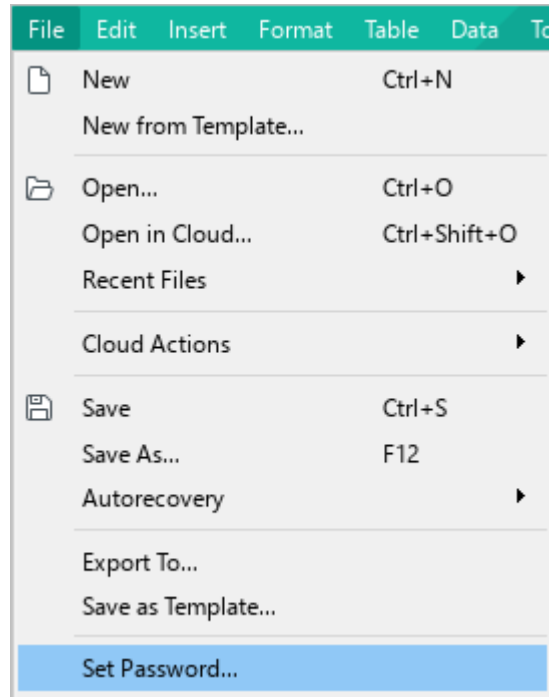 File Edit Insert Format Table Data
New Ctrl+N
New from Template...
Open... Ctrl+O
Open in Cloud... Ctrl+Shift+O
Recent Files
Cloud Actions
Save Ctrl+S
Save As... F12
Autorecovery
Export To...
Save as Template...
Set Password...